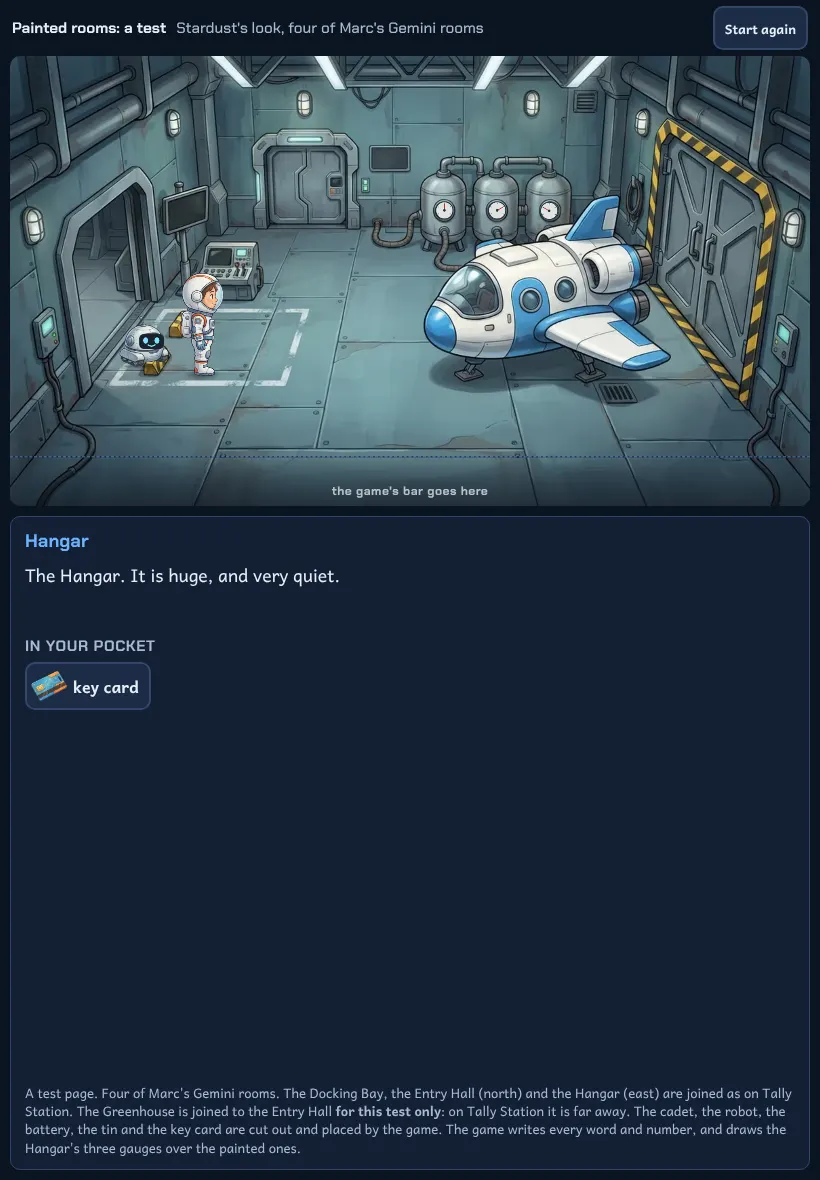 Painted rooms: a test Stardust's look, four of Marc's Gemini rooms
Start again
the game's bar goes here
Hangar
The Hangar. It is huge, and very quiet.
IN YOUR POCKET
key card
A test page. Four of Marc's Gemini rooms. The Docking Bay, the Entry Hall (north) and the Hangar (east) are joined as on Tally
Station. The Greenhouse is joined to the Entry Hall for this test only: on Tally Station it is far away. The cadet, the robot, the
battery, the tin and the key card are cut out and placed by the game. The game writes every word and number, and draws the
Hangar's three gauges over the painted ones.